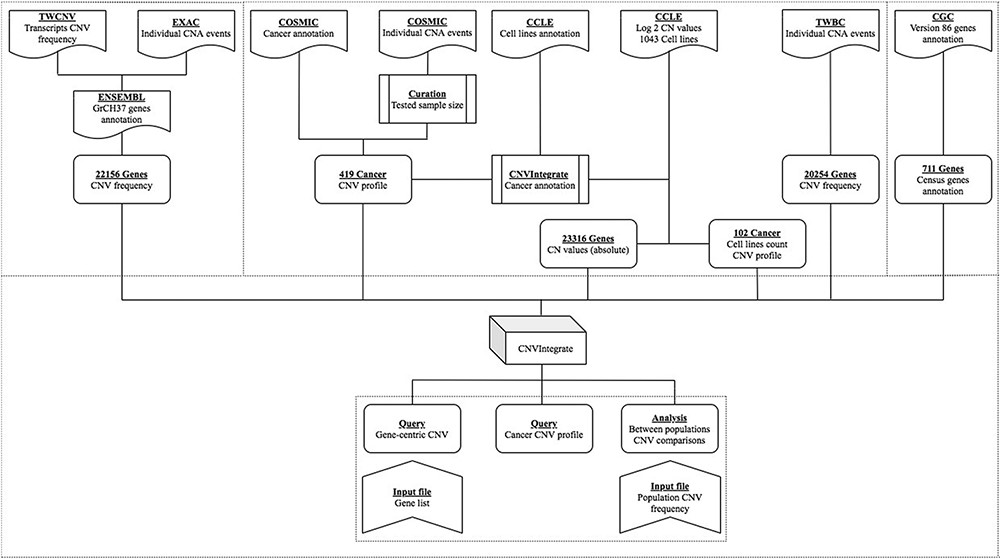 TWCNV
Transcripts CNV
frequency
EXAC
Individual CNA events
COSMIC
Cancer annotation
COSMIC
Individual CNA events
CCLE
Cell lines annotation
CCLE
Log 2 CN values
1043 Cell lines
TWBC
Individual CNA events
CGC
Version 86 genes
annotation
ENSEMBL
GrCH37 genes
annotation
Curation
Tested sample size
22156 Genes
CNV frequency
419 Cancer
CNV profile
CNVIntegrate
Cancer annotation
20254 Genes
CNV frequency
711 Genes
Census genes
annotation
23316 Genes
CN values (absolute)
102 Cancer
Cell lines count
CNV profile
CNVIntegrate
Query
Gene-centric CNV
Query
Cancer CNV profile
Analysis
Between populations
CNV comparisons
Input file
Gene list
Input file
Population CNV
frequency